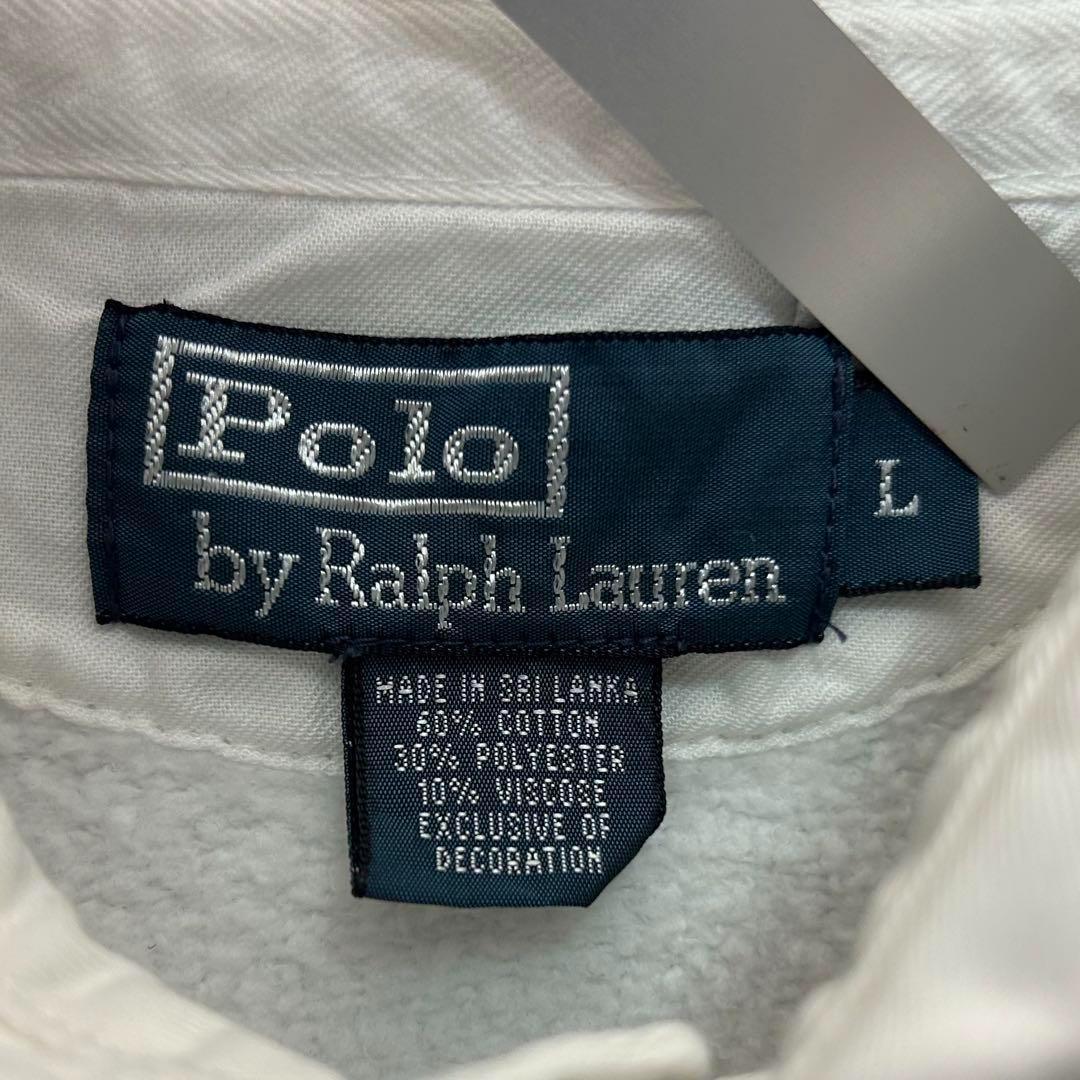 Polo
by Ralph Lauren
L
MADE IN SRI LANKA
60% COTTON
30% POLYESTER
10% VISCOSE
EXCLUSIVE OF
DECORATION